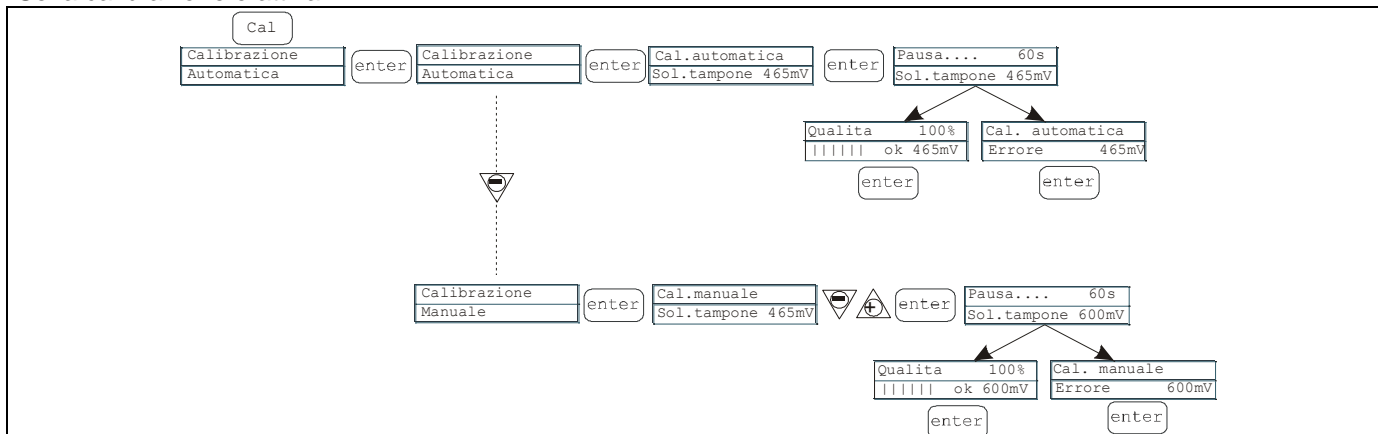 Cal
Calibrazione
Automatica
enter
Calibrazione
Automatica
enter
Cal.automatica
Sol.tampone 465mV
enter
Pausa.... 60s
Sol.tampone 465mV
Qualita 100%
|||||| ok 465mV
enter
Cal. automatica
Errore 465mV
enter
Calibrazione
Manuale
enter
Cal.manuale
Sol.tampone 465mV
enter
Pausa.... 60s
Sol.tampone 600mV
Qualita 100%
|||||| ok 600mV
enter
Cal. manuale
Errore 600mV
enter